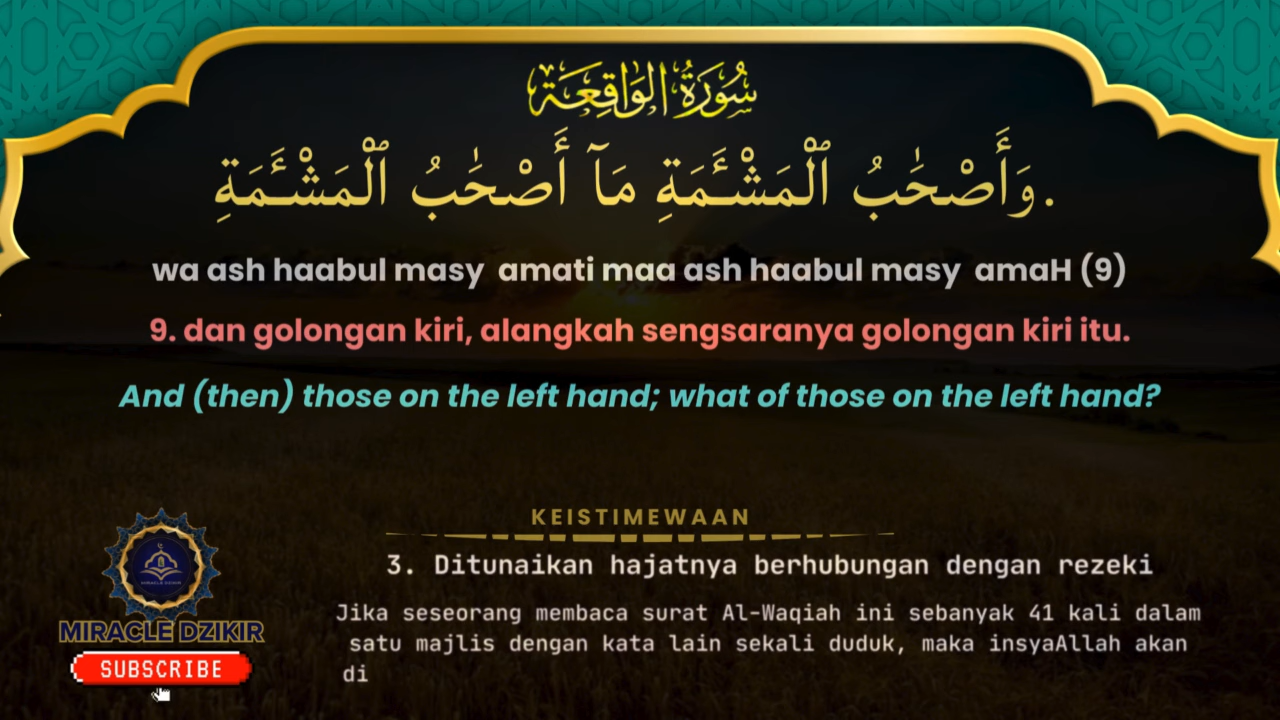 سُورَةُ الوَاقِعَة
وَأَصْحَٰبُ ٱلْمَشْـَٔمَةِ مَآ أَصْحَٰبُ ٱلْمَشْـَٔمَةِ.
wa ash haabul masy  amati maa ash haabul masy  amaH (9)
9. dan golongan kiri, alangkah sengsaranya golongan kiri itu.
And (then) those on the left hand; what of those on the left hand?
KEISTIMEWAAN
3. Ditunaikan hajatnya berhubungan dengan rezeki
Jika seseorang membaca surat Al-Waqiah ini sebanyak 41 kali dalam
satu majlis dengan kata lain sekali duduk, maka insyaAllah akan
di
MIRACLE DZIKIR
MIRACLE DZIKIR
SUBSCRIBE